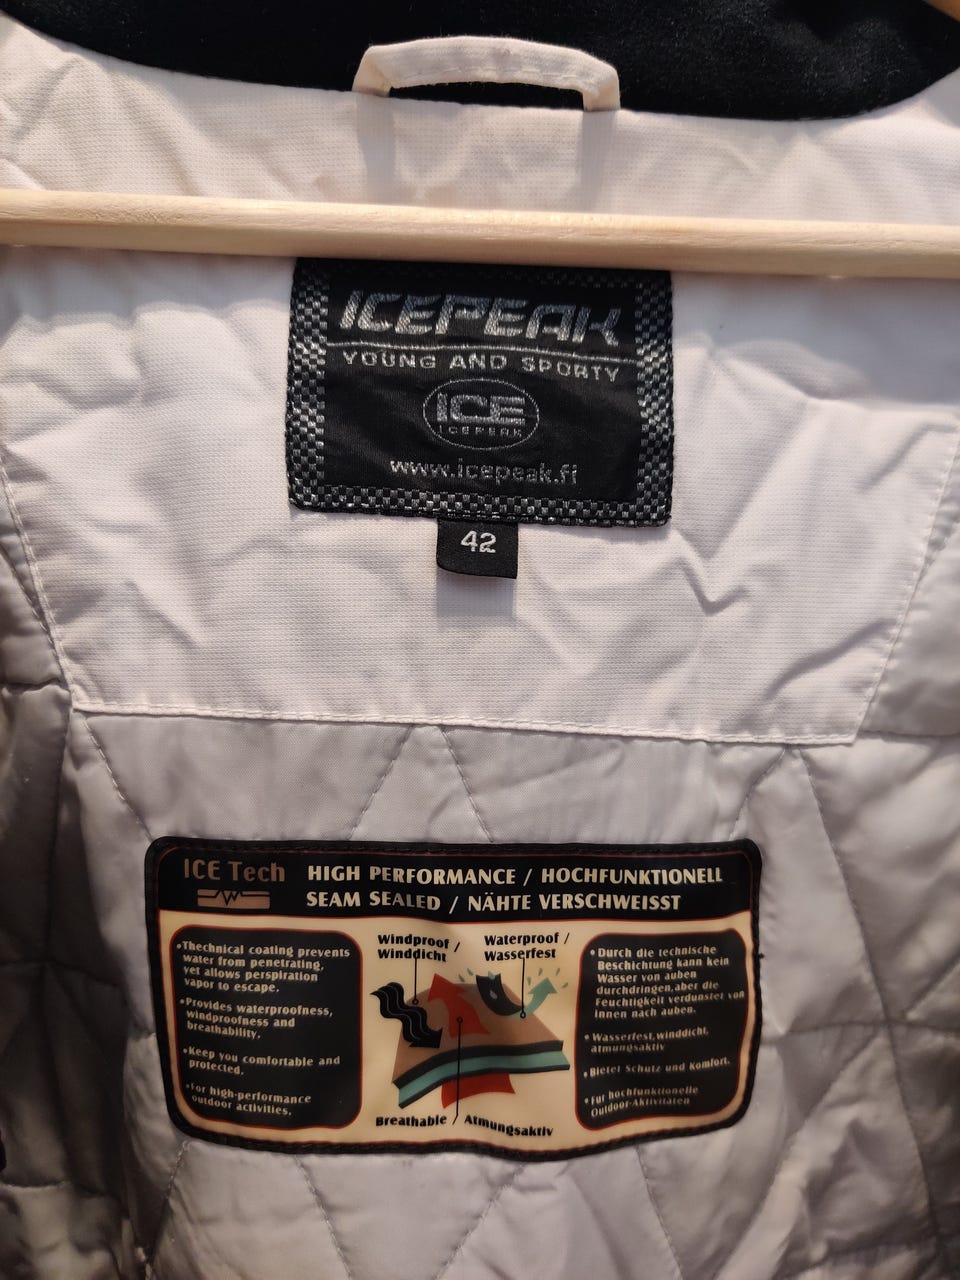 ICEPEAK
YOUNG AND SPORTY
ICE
ICEPEAK
www.icepeak.fi
42
ICE Tech
HIGH PERFORMANCE / HOCHFUNKTIONELL
SEAM SEALED / NÄHTE VERSCHWEISST
•Thechnical coating prevents
water from penetrating,
yet allows perspiration
vapor to escape.
•Provides waterproofness,
windproofness and
breathability.
•Keep you comfortable and
protected.
•For high-performance
outdoor activities.
Windproof /
Winddicht
Waterproof /
Wasserfest
Breathable / Atmungsaktiv
•Durch die technische
Beschichtung kann kein
Wasser von auben
durchdringen,aber die
Feuchtigkeit verdunstet von
innen nach auben.
•Wasserfest,winddicht,
atmungsaktiv
•Bietet Schutz und Komfort.
•Für hochfunktionelle
Outdoor-Aktivitäten